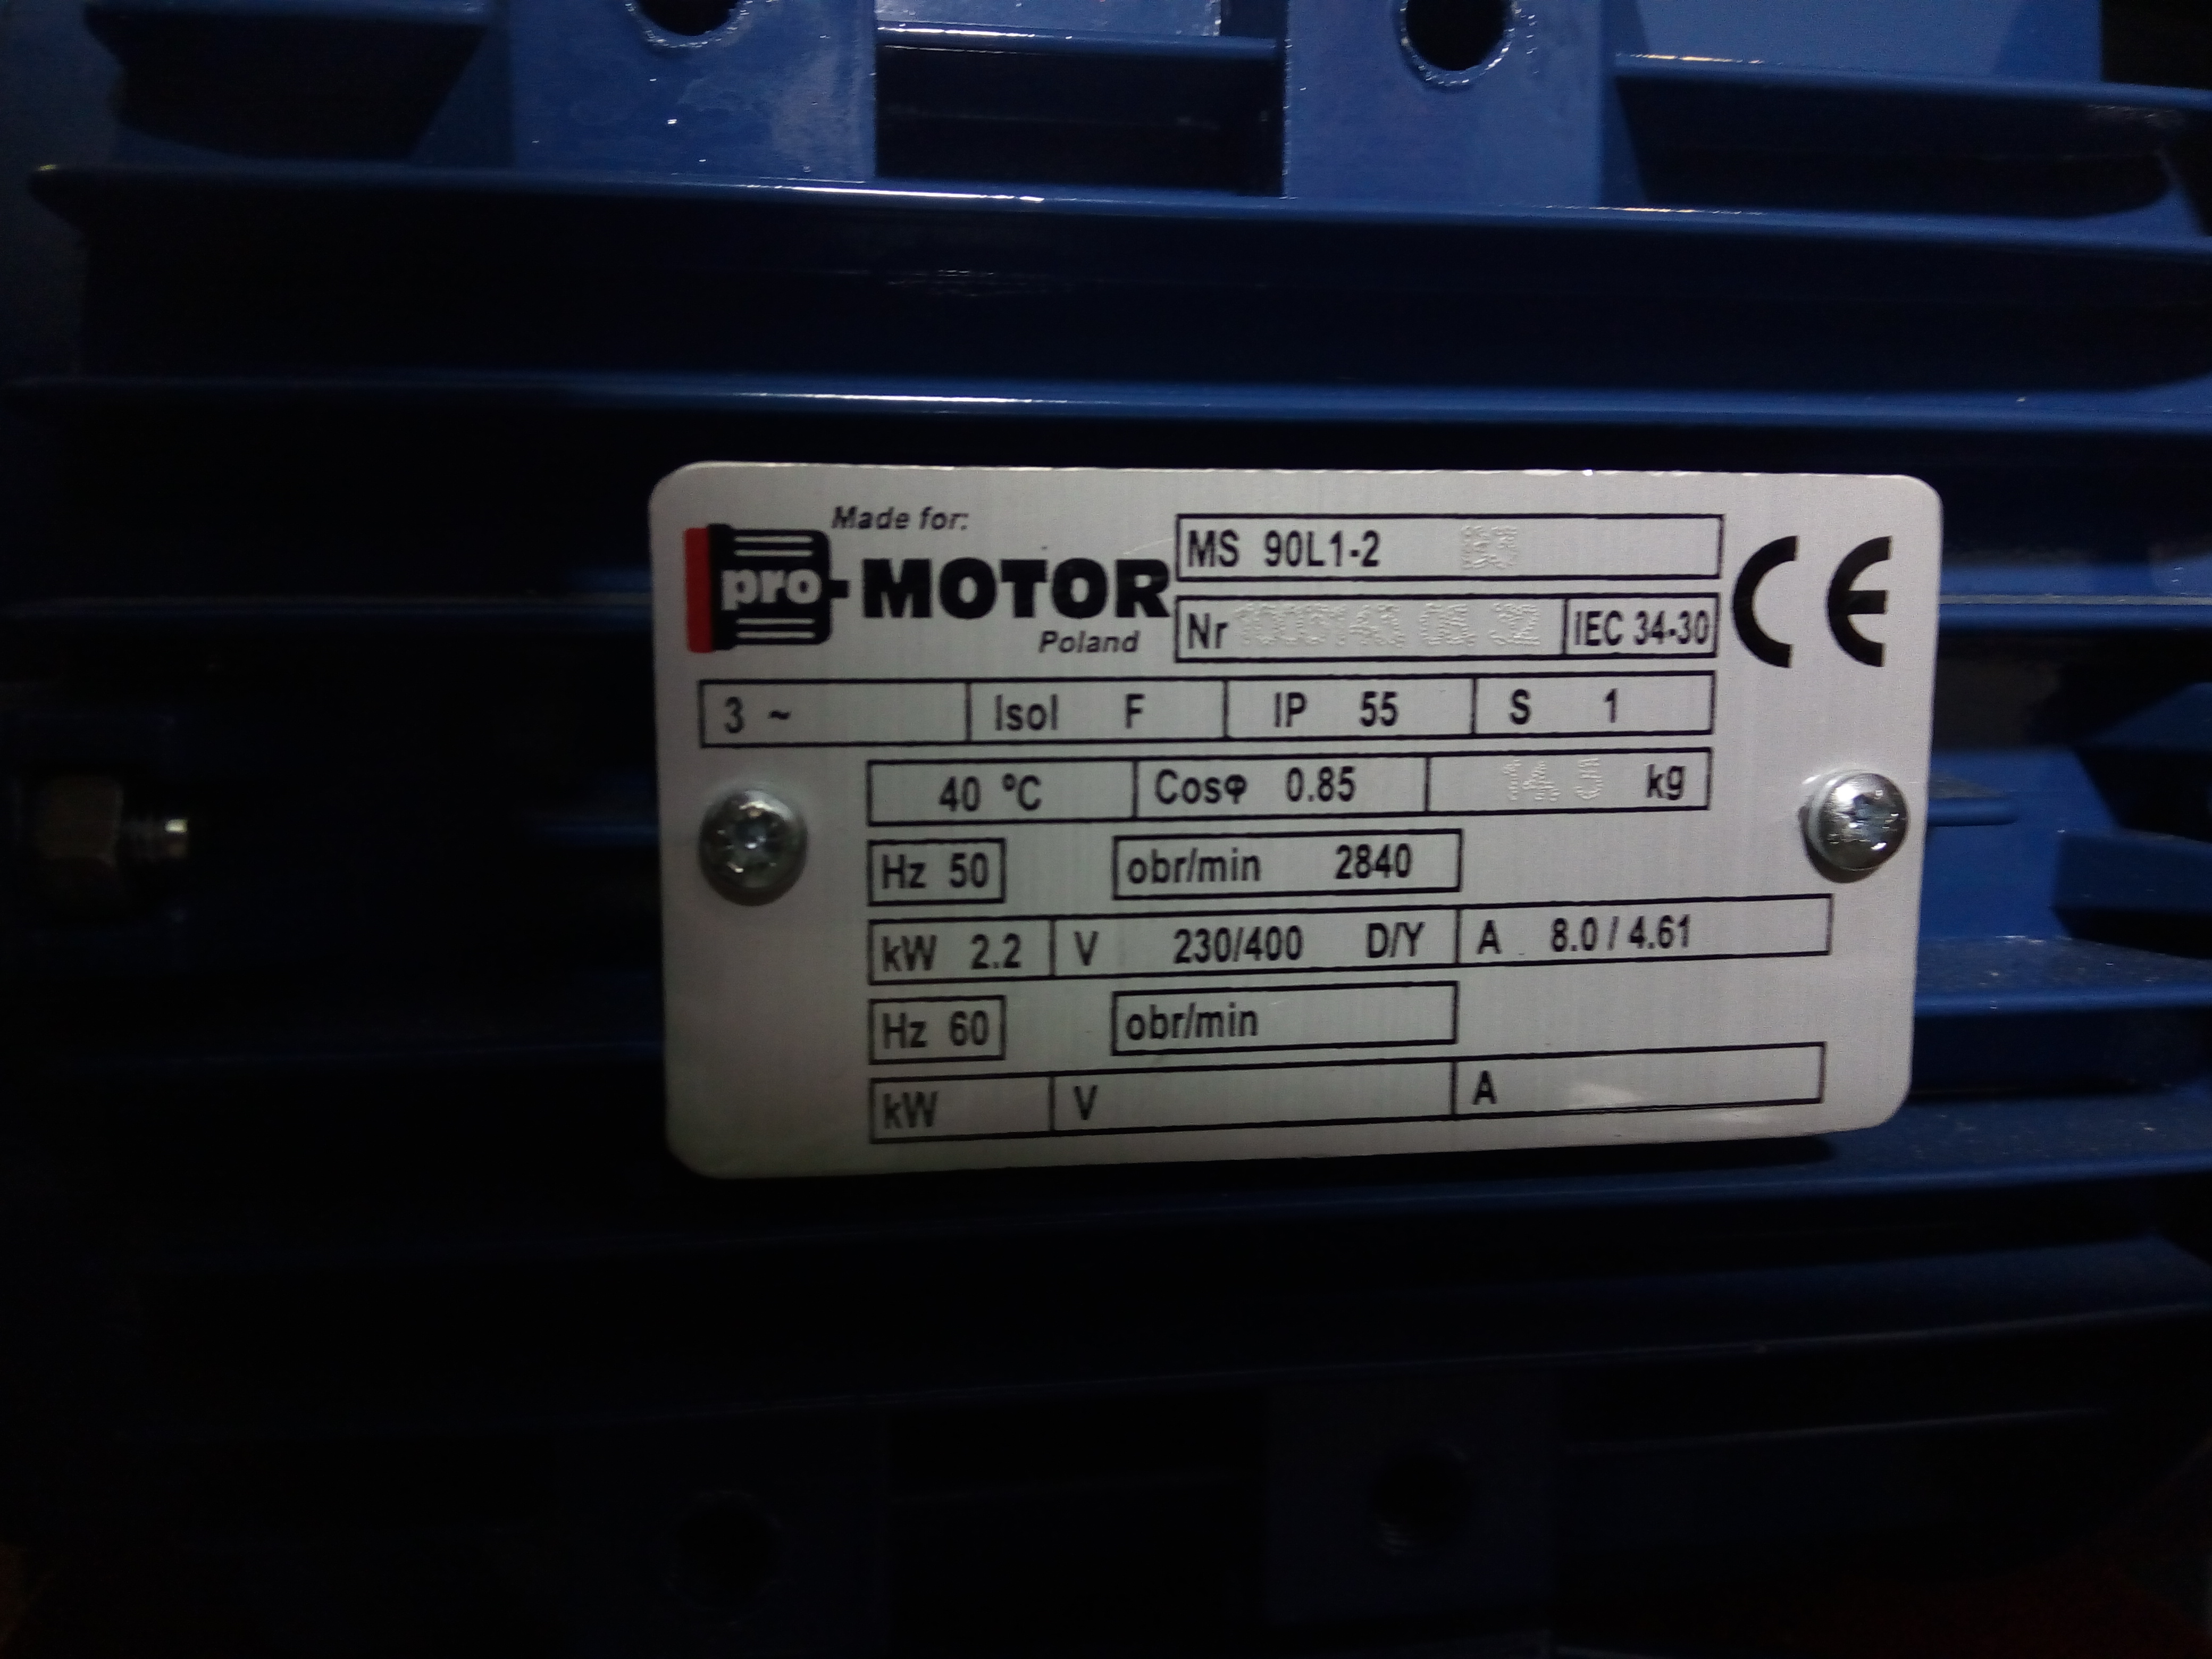 Made for:
pro-MOTOR
Poland
MS 90L1-2
Nr
IEC 34-30
CE
3 ~ Isol F IP 55 S 1
40 °C Cosφ 0.85 kg
Hz 50 obr/min 2840
kW 2.2 V 230/400 D/Y A 8.0 / 4.61
Hz 60 obr/min
kW V A